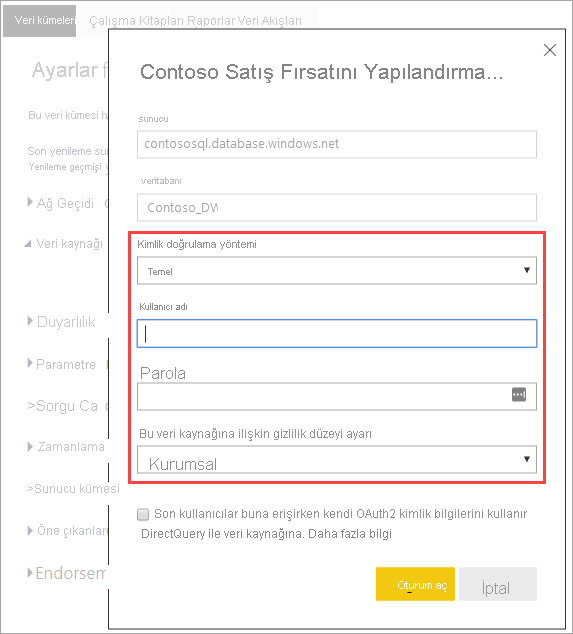 Veri kümeleri Çalışma Kitapları Raporlar Veri Akışları
Ayarlar
Bu veri kümesi
Son yenileme
Yenileme geçmişi
Ağ Geçidi
Veri kaynağı
Duyarlılık
Parametre
>Sorgu Ca
Zamanlama
>Sunucu kümesi
Öne çıkanları
Endorsem
Contoso Satış Fırsatını Yapılandırma...
sunucu
contososql.database.windows.net
veritabanı
Contoso_DW
Kimlik doğrulama yöntemi
Temel
Kullanıcı adı
Parola
Bu veri kaynağına ilişkin gizlilik düzeyi ayarı
Kurumsal
Son kullanıcılar buna erişirken kendi OAuth2 kimlik bilgilerini kullanır
DirectQuery ile veri kaynağına. Daha fazla bilgi
Oturum aç
İptal